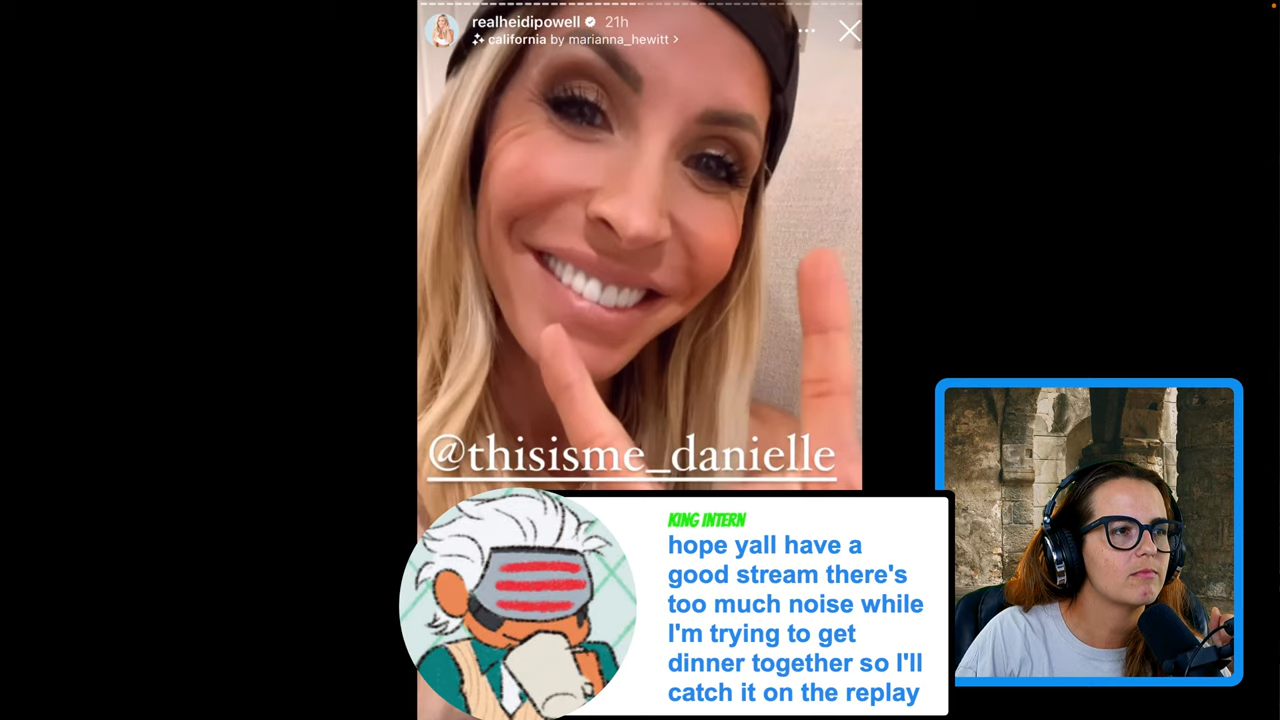 realheidipowell 21h
california by marianna_hewitt >
@thisisme_danielle
KING INTERN
hope yall have a
good stream there's
too much noise while
I'm trying to get
dinner together so I'll
catch it on the replay